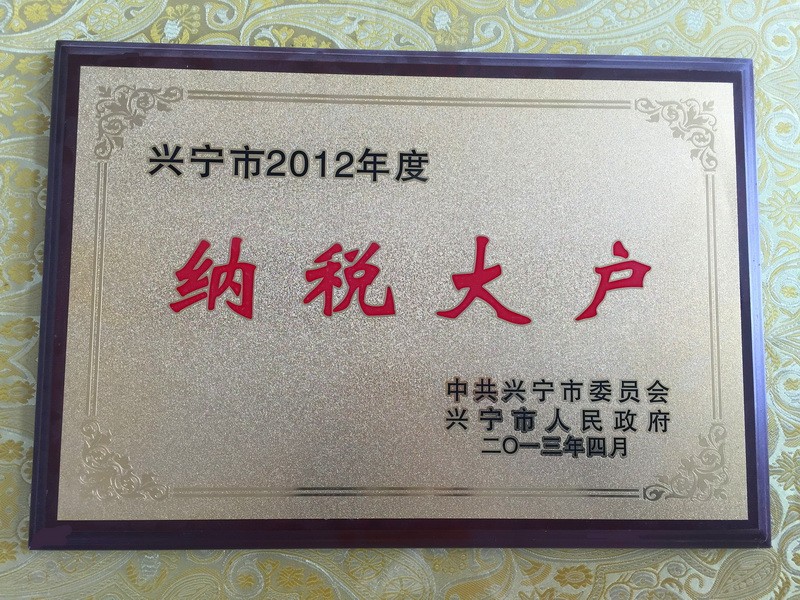 兴宁市2012年度
纳税大户
中共兴宁市委员会
兴宁市人民政府
二〇一三年四月